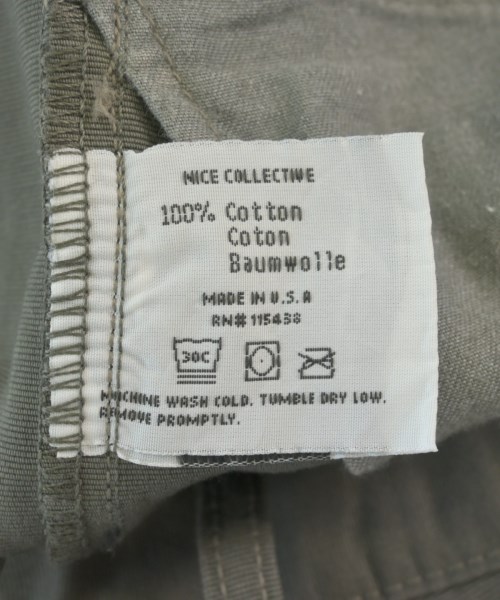 NICE COLLECTIVE
100% Cotton
Coton
Baumwolle
MADE IN U.S.A
RN# 115438
30C
MACHINE WASH COLD. TUMBLE DRY LOW.
REMOVE PROMPTLY.